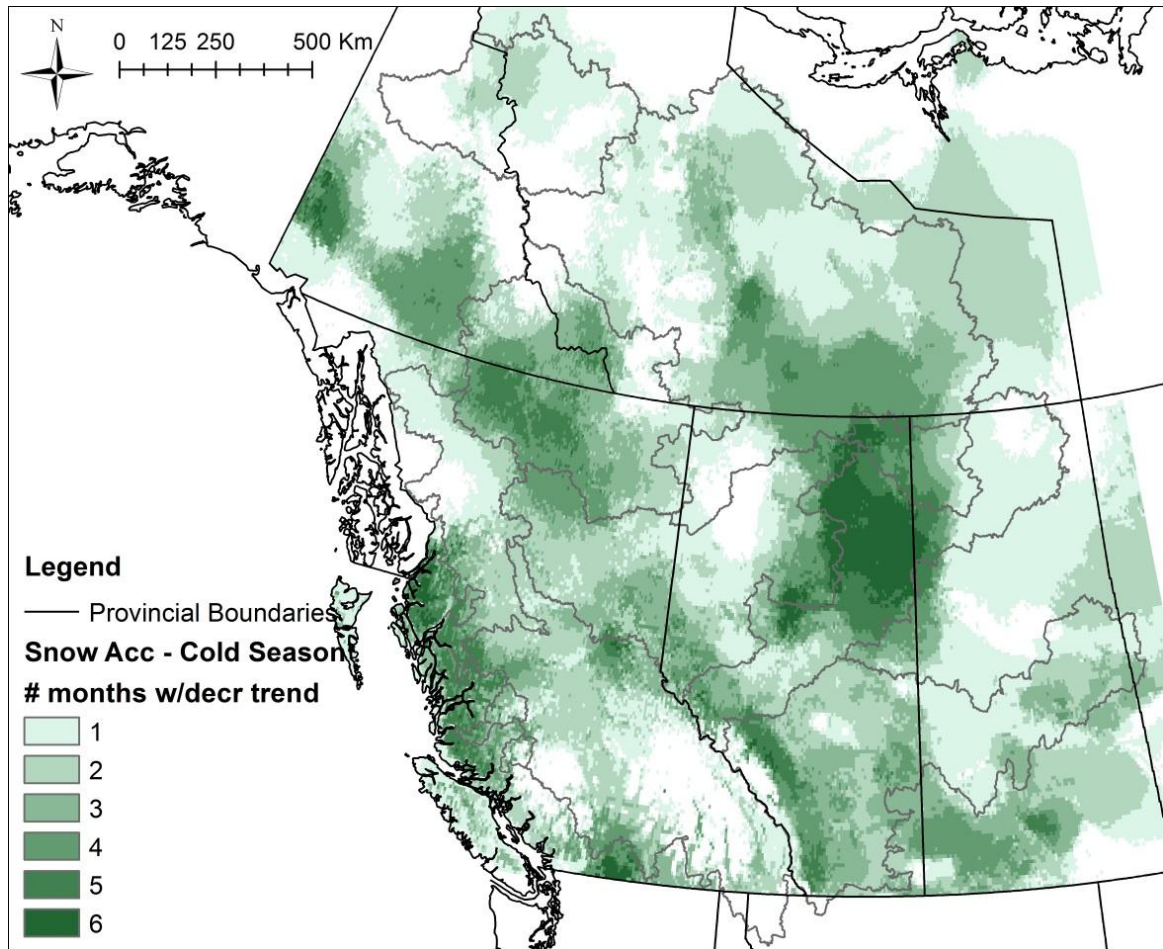 N
0 125 250 500 Km
Legend
Provincial Boundaries
Snow Acc - Cold Season
# months w/decr trend
1
2
3
4
5
6